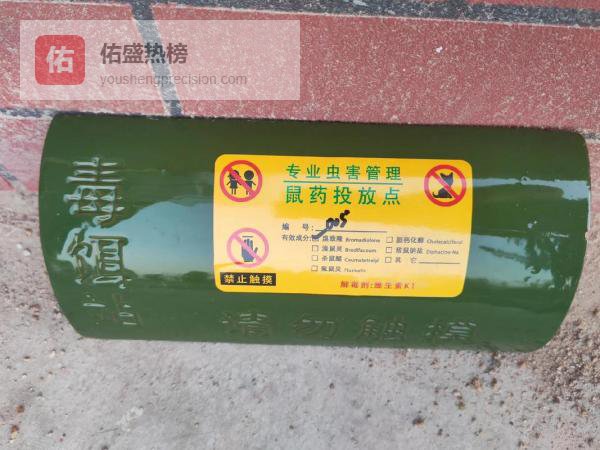 佑
佑盛热榜
youshengprecision.com
专业虫害管理
鼠药投放点
编 号: 005
有效成分: 溴敌隆 Bromadiolone 胆钙化醇 Cholecalciferol
溴鼠灵 Brodifacoum 敌鼠钠盐 Diphacine-Na
杀鼠醚 Coumatetralyl 其 它
氟鼠灵 Flocoumafen
禁止触摸
解毒剂:维生素K1
请勿触摸